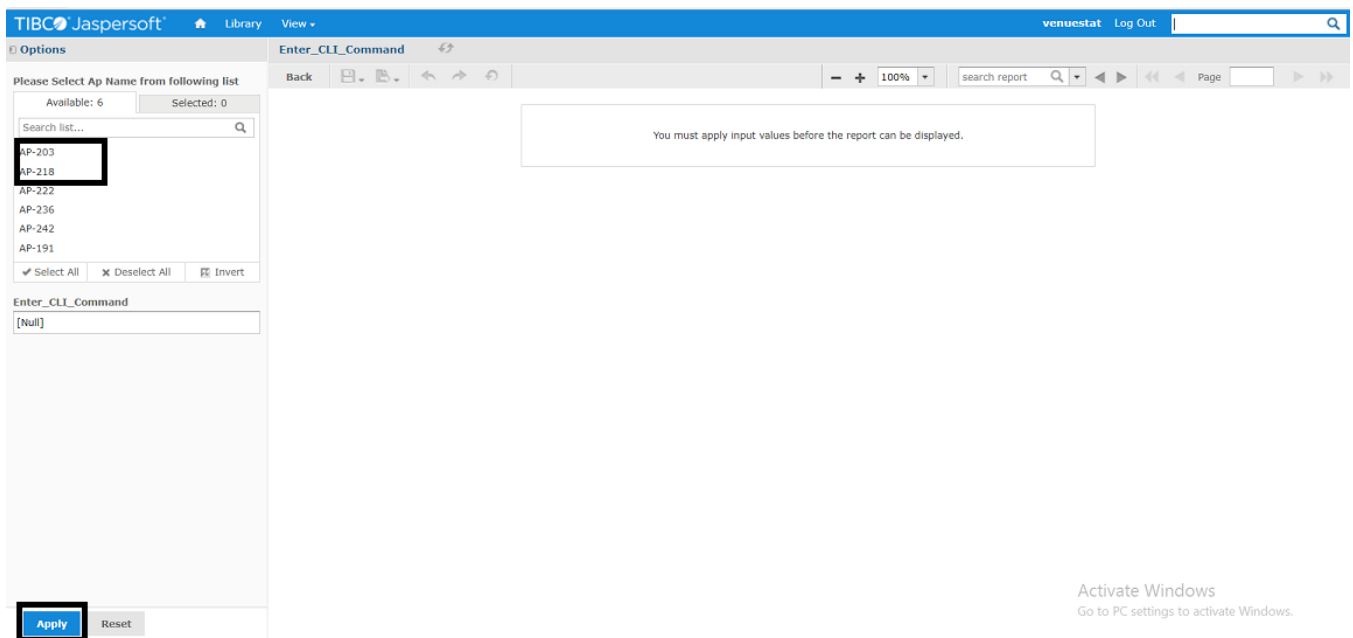 TIBCO Jaspersoft Library View venuestat Log Out
Options
Enter_CLI_Command
Please Select Ap Name from following list
Available: 6 Selected: 0
Search list...
AP-203
AP-218
AP-222
AP-236
AP-242
AP-191
Select All Deselect All Invert
Enter_CLI_Command
[Null]
Apply Reset
Back 100% search report Page
You must apply input values before the report can be displayed.
Activate Windows
Go to PC settings to activate Windows.